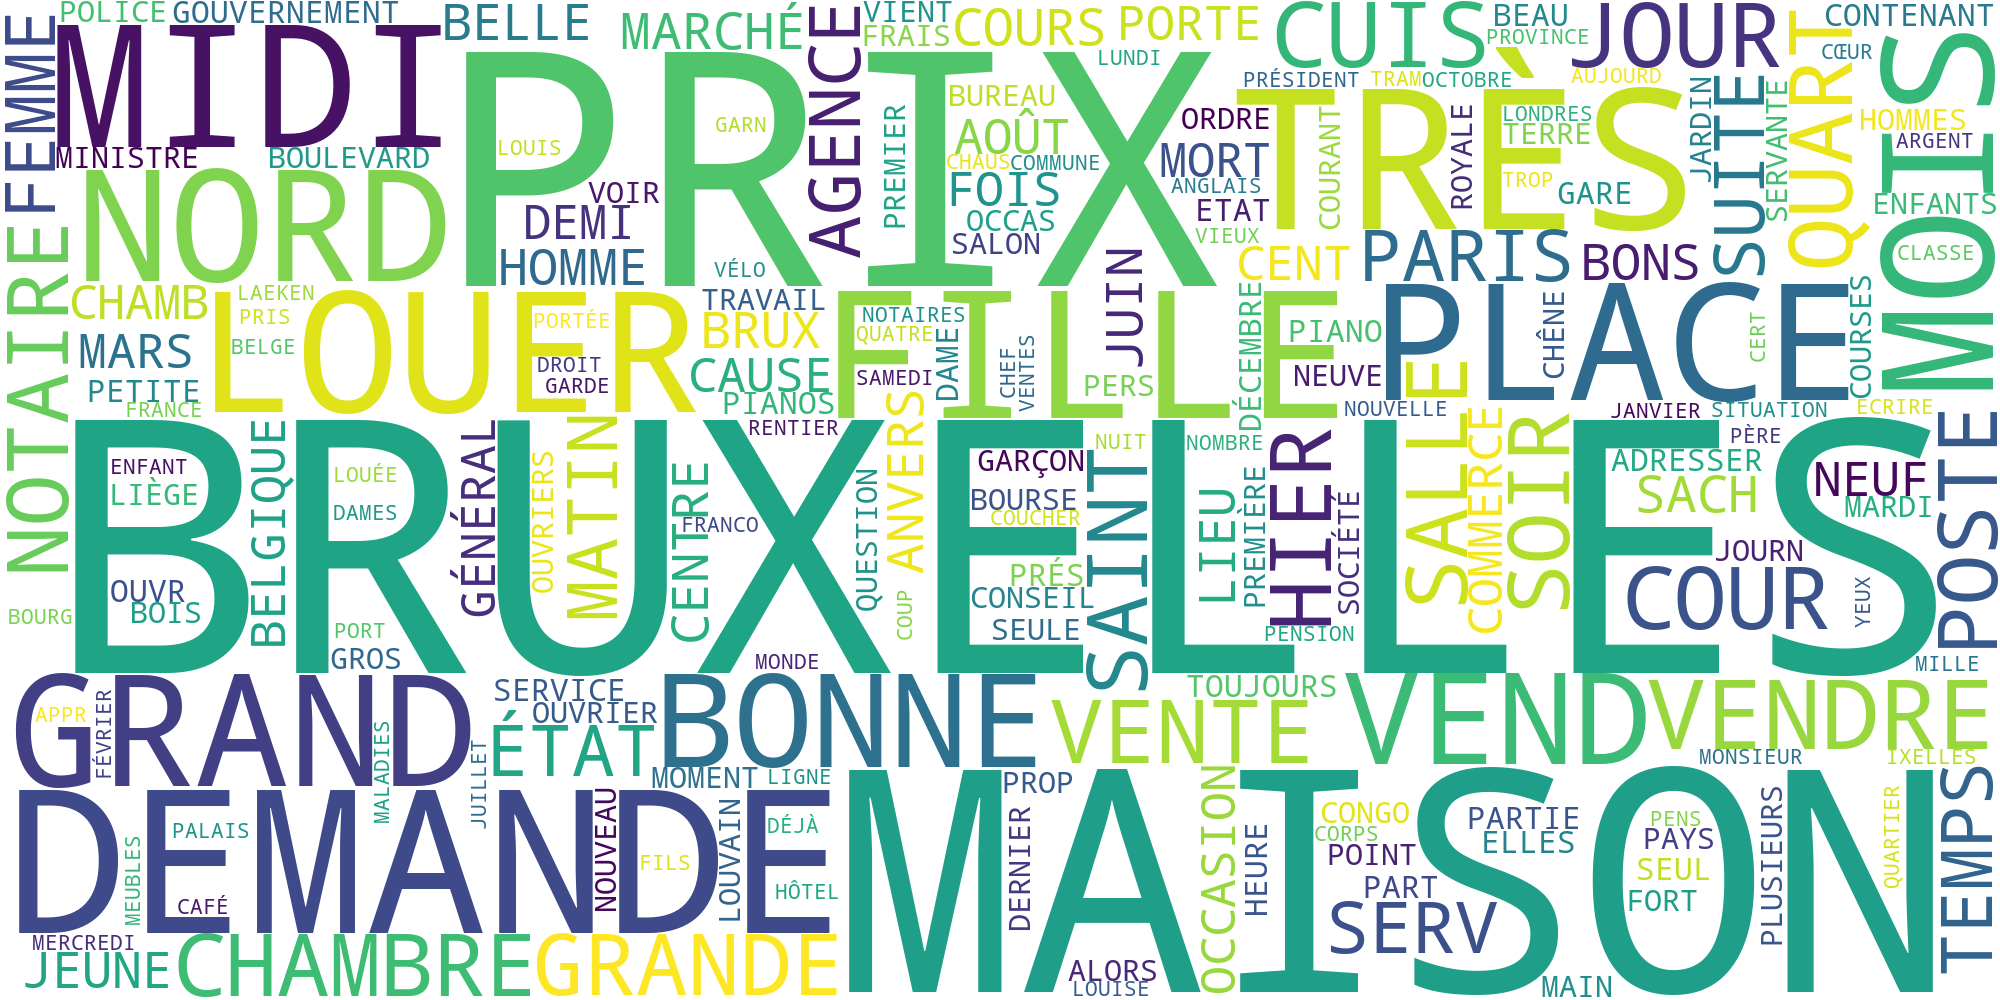 POLICE
GOUVERNEMENT
BELLE
MARCHÉ
VIENT
FRAIS
COURS
PORTE
CUIS
BEAU
PROVINCE
JOUR
CONTENANT
CŒUR
FEMME
MIDI
PRIX
AGENCE
LUNDI
PRÉSIDENT
TRAM
OCTOBRE
AUJOURD
QUART
MOIS
MINISTRE
BOULEVARD
LOUIS
GARN
PREMIER
BUREAU
AOÛT
CHAUS
COMMUNE
FOIS
OCCAS
SALON
ORDRE
MORT
ANGLAIS
ETAT
VIEUX
TRÈS
COURANT
ROYALE
LONDRES
TERRE
TROP
GARE
JARDIN
SUITE
SERVANTE
HOMMES
ARGENT
ENFANTS
CLASSE
NORD
VOIR
DEMI
HOMME
VÉLO
CENT
PARIS
BONS
NOTAIRE
CHAMB
LAEKEN
PRIS
BELGE
MARS
PETITE
FRANCE
LOUER
PORTÉE
DROIT
GARDE
TRAVAIL
BRUX
CAUSE
PIANOS
RENTIER
FILLE
NOTAIRES
QUATRE
SAMEDI
DAME
CHEF
VENTES
JUIN
PERS
DÉCEMBRE
PIANO
NEUVE
NOUVELLE
PLACE
CHÊNE
CERT
COURSES
JANVIER
SITUATION
ECRIRE
BRUXELLES
ENFANT
LIÈGE
OUVR
BOIS
BOURG
BELGIQUE
LOUÉE
DAMES
PORT
GROS
GÉNÉRAL
OUVRIERS
MATIN
CENTRE
FRANCO
QUESTION
ANVERS
COUP
GARÇON
BOURSE
COUCHER
PRÉS
CONSEIL
SEULE
NUIT
SAINT
NOMBRE
LIEU
PREMIÈRE
HIER
SOCIÉTÉ
PENSION
SALLE
COMMERCE
SOIR
PÈRE
ADRESSER
SACH
NEUF
MARDI
JOURN
COUR
YEUX
POSTE
MILLE
MONDE
GRAND
APPR
FÉVRIER
MALADIES
SERVICE
OUVRIER
ÉTAT
JUILLET
BONNE
MOMENT
LIGNE
TOUJOURS
VENTE
VEND
VENDRE
MONSIEUR
IXELLES
DEMANDE
PALAIS
CAFÉ
MEUBLES
NOUVEAU
FILS
LOUVAIN
DÉJÀ
HÔTEL
MAISON
PROP
DERNIER
OCCASION
HEURE
CONGO
CORPS
POINT
PART
SERV
PARTIE
ELLES
PENS
PAYS
SEUL
FORT
PLUSIEURS
QUARTIER
TEMPS
MERCREDI
JEUNE
CHAMBRE
GRANDE
ALORS
LOUISE
MAIN